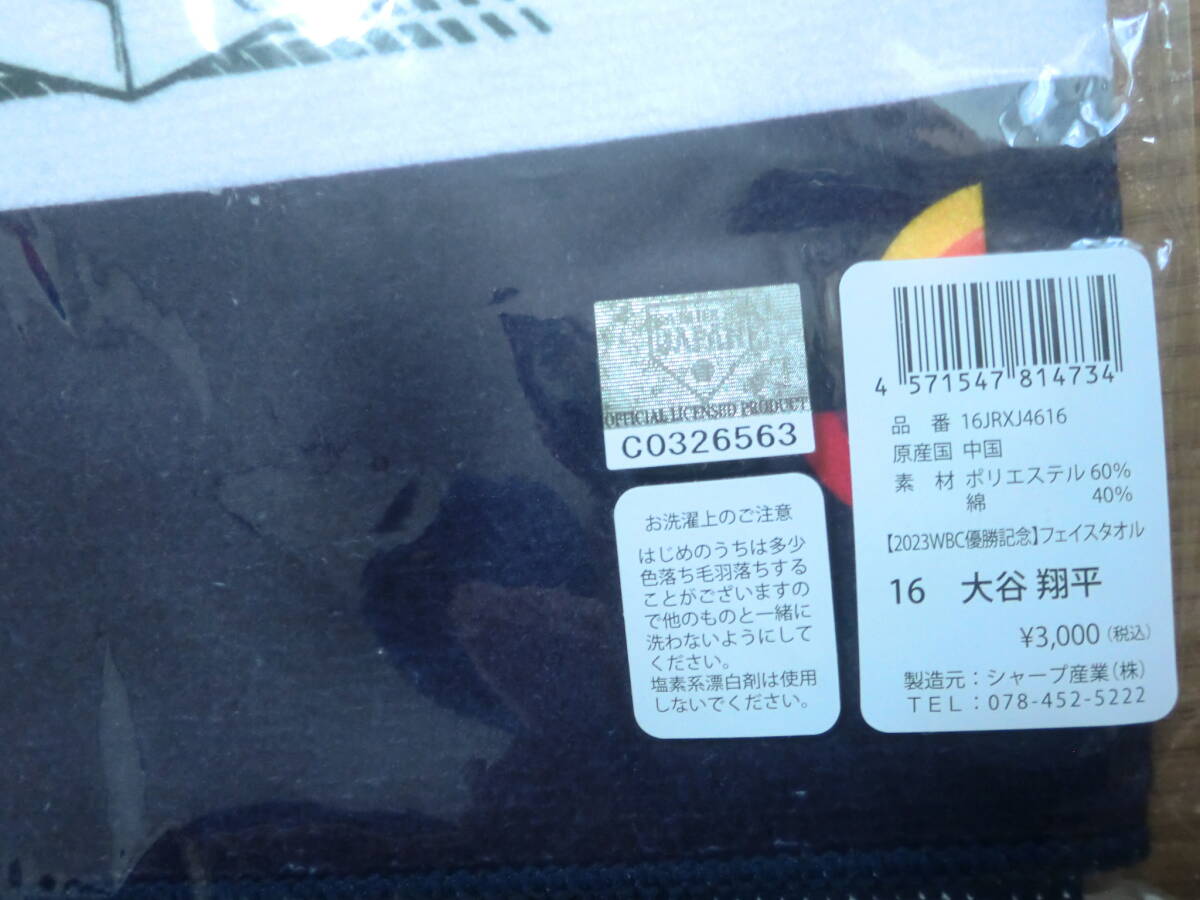 JAPAN
OFFICIAL LICENSED PRODUCT
C0326563
お洗濯上のご注意
はじめのうちは多少
色落ち毛羽落ちする
ことがございますの
で他のものと一緒に
洗わないようにして
ください。
塩素系漂白剤は使用
しないでください。
4 571547 814734
品 番 16JRXJ4616
原産国 中国
素 材 ポリエステル 60%
綿 40%
【2023WBC優勝記念】フェイスタオル
16 大谷 翔平
¥3,000(税込)
製造元:シャープ産業(株)
TEL:078-452-5222